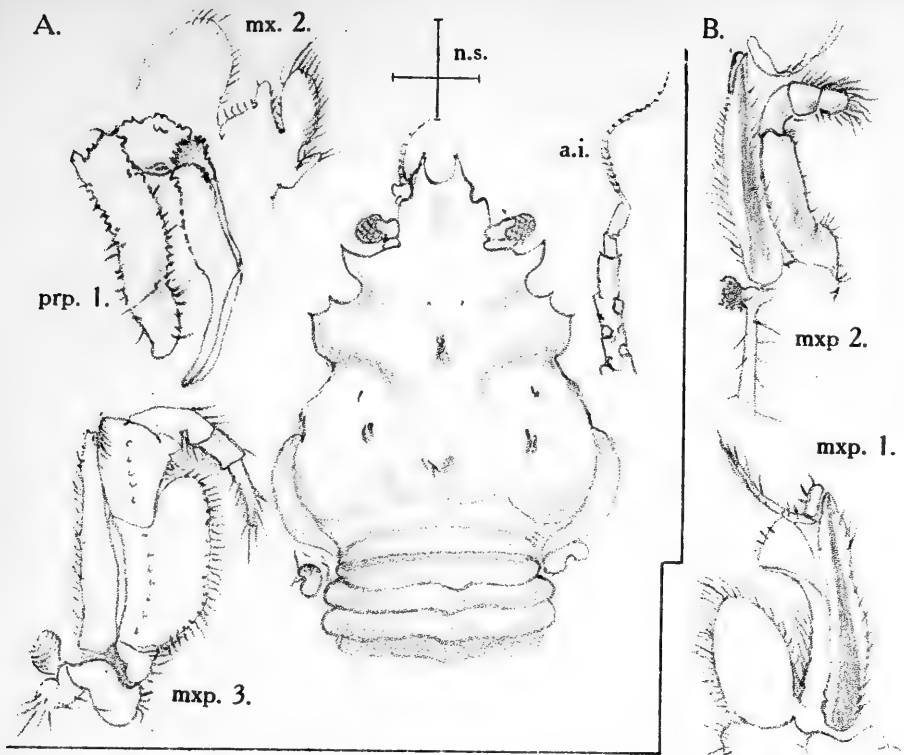 A.
mx. 2.
n.s.
B.
a.i.
prp. 1.
mxp 2.
mxp. 1.
mxp. 3.